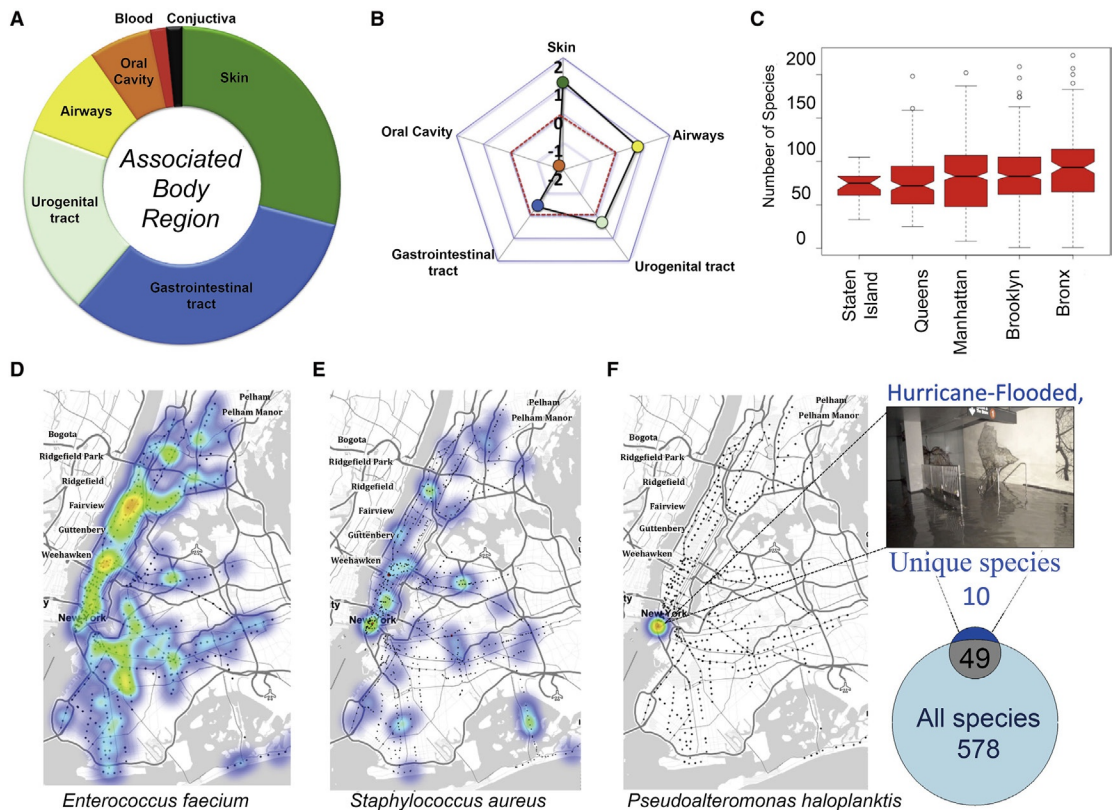 A
Blood
Conjuctiva
Oral
Cavity
Skin
Airways
Associated
Body
Region
Urogenital
tract
Gastrointestinal
tract
B
Skin
2
1
0
-1
-2
Oral Cavity
Airways
Gastrointestinal
tract
Urogenital tract
C
Numbeer of Species
200
150
100
50
0
Staten
Island
Queens
Manhattan
Brooklyn
Bronx
D
Pelham
Pelham Manor
Bogota
Ridgefield Park
Ridgefield
Fairview
Guttenbery
Weehawken
y
New York
Enterococcus faecium
E
Pelham
Pelham Manor
Bogota
Ridgefield Park
Ridgefield
Fairview
Guttenbery
Weehawken
ty
New York
Staphylococcus aureus
F
Pelham
Pelham Manor
Bogota
Ridgefield Park
Ridgefield
Fairview
Guttenbery
Weehawken
ity
New York
Pseudoalteromonas haloplanktis
Hurricane-Flooded,
Unique species
10
49
All species
578